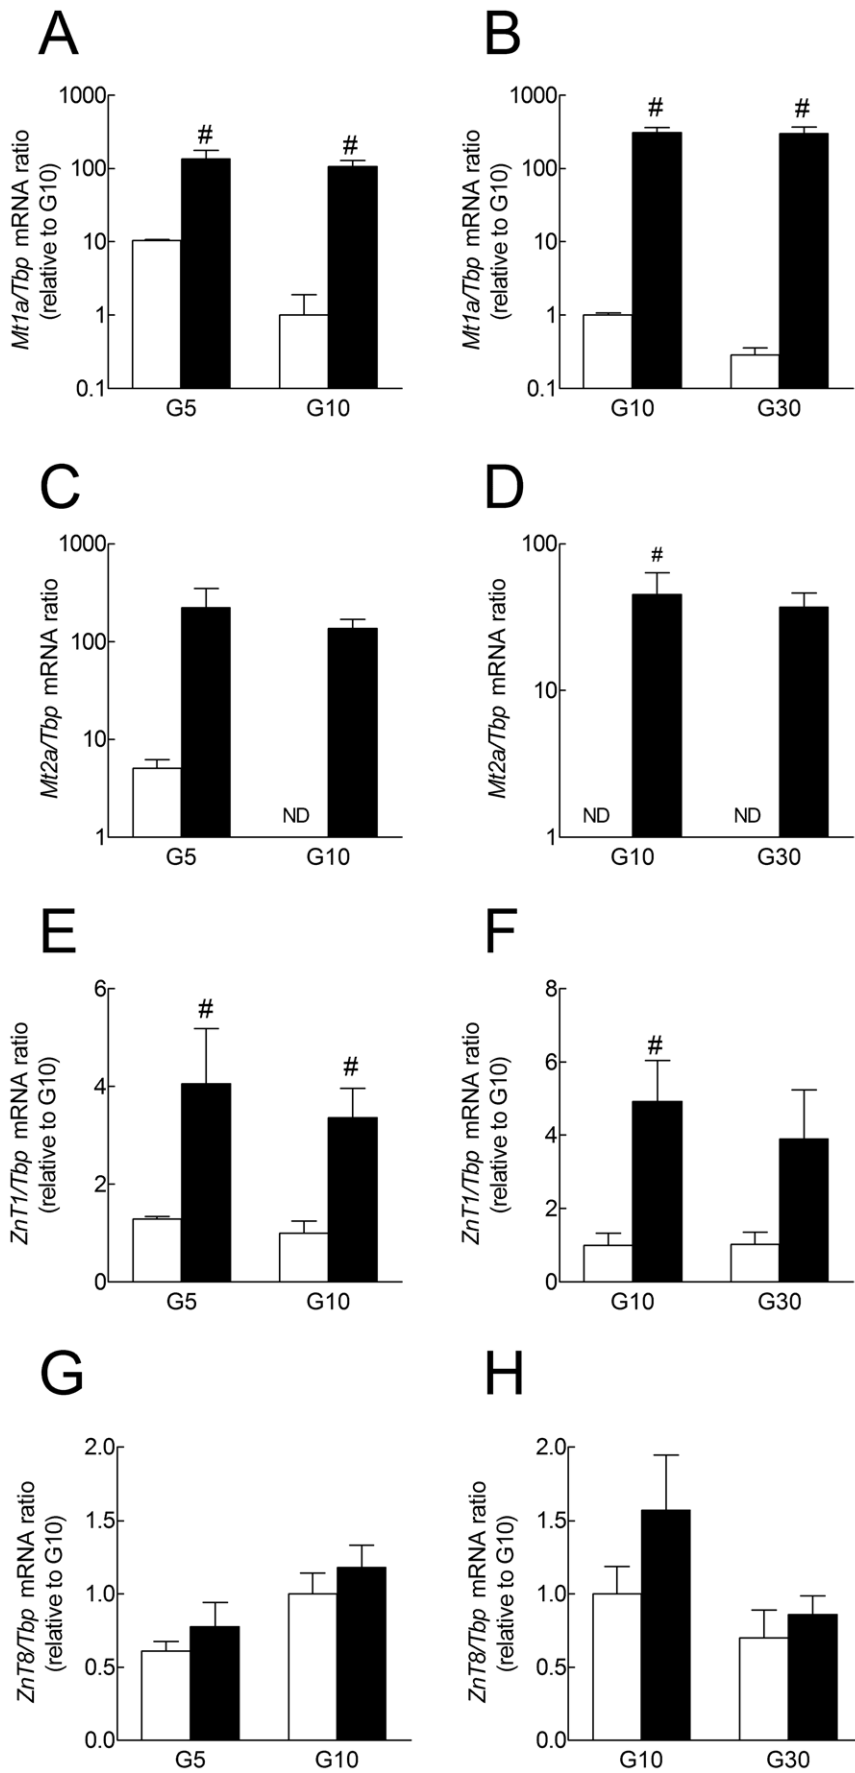 A
Mt1a/Tbp mRNA ratio
(relative to G10)
1000
100
10
1
0.1
#
#
G5
G10
B
Mt1a/Tbp mRNA ratio
(relative to G10)
1000
100
10
1
0.1
#
#
G10
G30
C
Mt2a/Tbp mRNA ratio
1000
100
10
1
ND
G5
G10
D
Mt2a/Tbp mRNA ratio
100
10
1
#
ND
ND
G10
G30
E
ZnT1/Tbp mRNA ratio
(relative to G10)
6
4
2
0
#
#
G5
G10
F
ZnT1/Tbp mRNA ratio
(relative to G10)
8
6
4
2
0
#
G10
G30
G
ZnT8/Tbp mRNA ratio
(relative to G10)
2.0
1.5
1.0
0.5
0.0
G5
G10
H
ZnT8/Tbp mRNA ratio
(relative to G10)
2.0
1.5
1.0
0.5
0.0
G10
G30